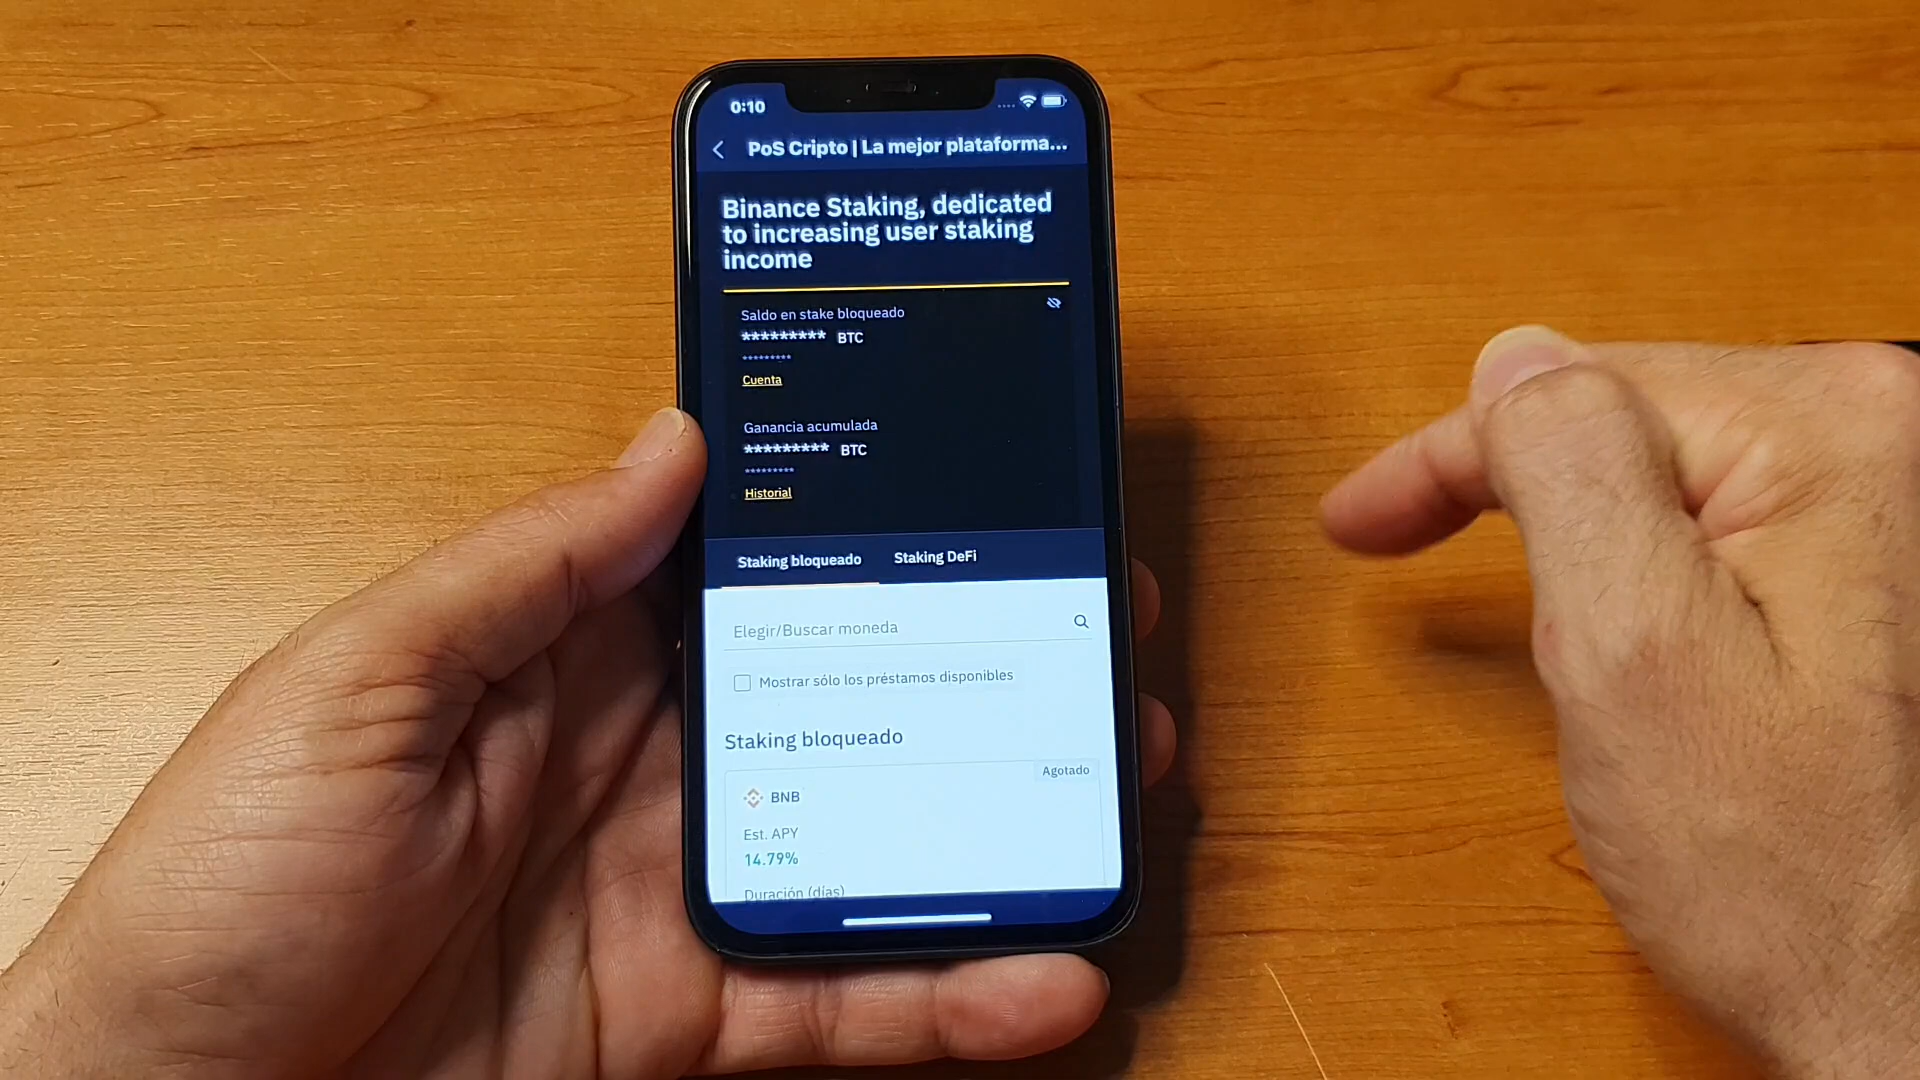 0:10
PoS Cripto | La mejor plataforma...
Binance Staking, dedicated
to increasing user staking
income
Saldo en stake bloqueado
********* BTC
*********
Cuenta
Ganancia acumulada
********* BTC
*********
Historial
Staking bloqueado Staking DeFi
Elegir/Buscar moneda
Mostrar sólo los préstamos disponibles
Staking bloqueado
Agotado
BNB
Est. APY
14.79%
Duración (días)